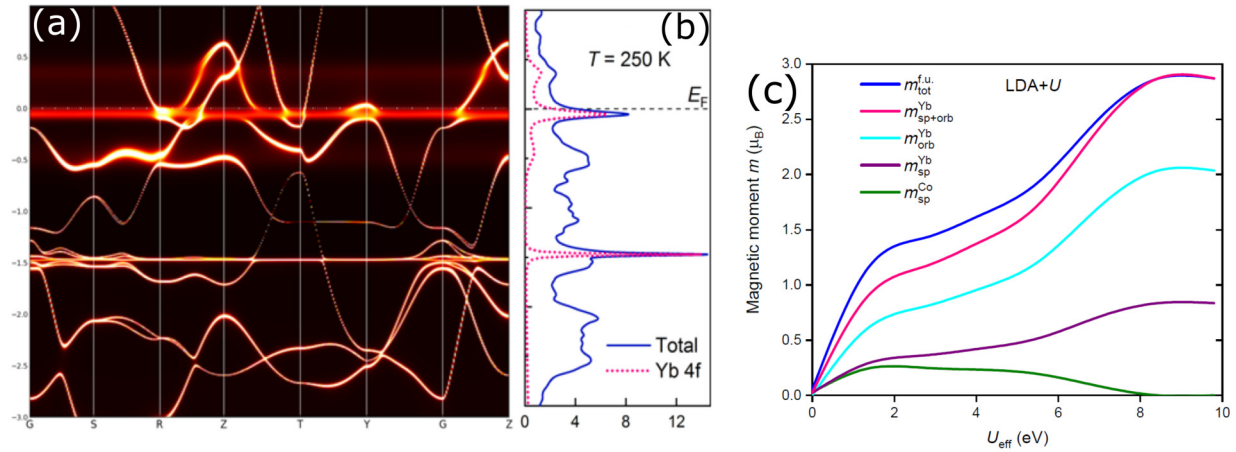 (a)
0.5
0.0
−0.5
−1.0
−1.5
−2.0
−2.5
−3.0
G S R Z T Y G Z
(b)
T = 250 K
E_F
Total
Yb 4f
0 4 8 12
(c)
LDA+U
m_tot^f.u.
m_sp+orb^Yb
m_orb^Yb
m_sp^Yb
m_sp^Co
Magnetic moment m (μ_B)
3.0
2.5
2.0
1.5
1.0
0.5
0.0
0 2 4 6 8 10
U_eff (eV)